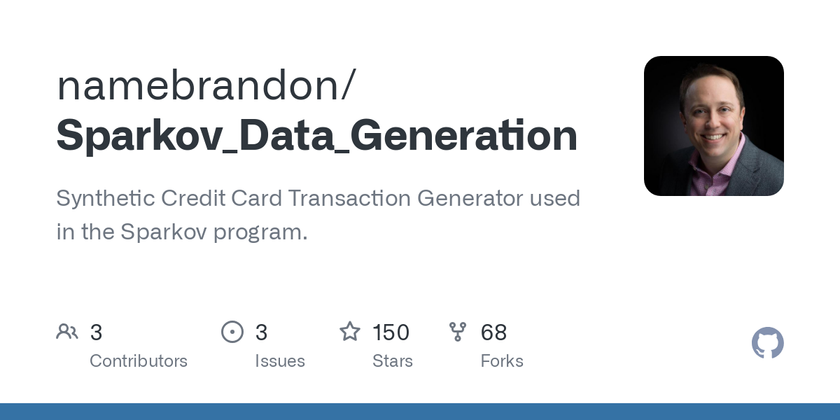 namebrandon/
Sparkov_Data_Generation
Synthetic Credit Card Transaction Generator used
in the Sparkov program.
3 3 150 68
Contributors Issues Stars Forks